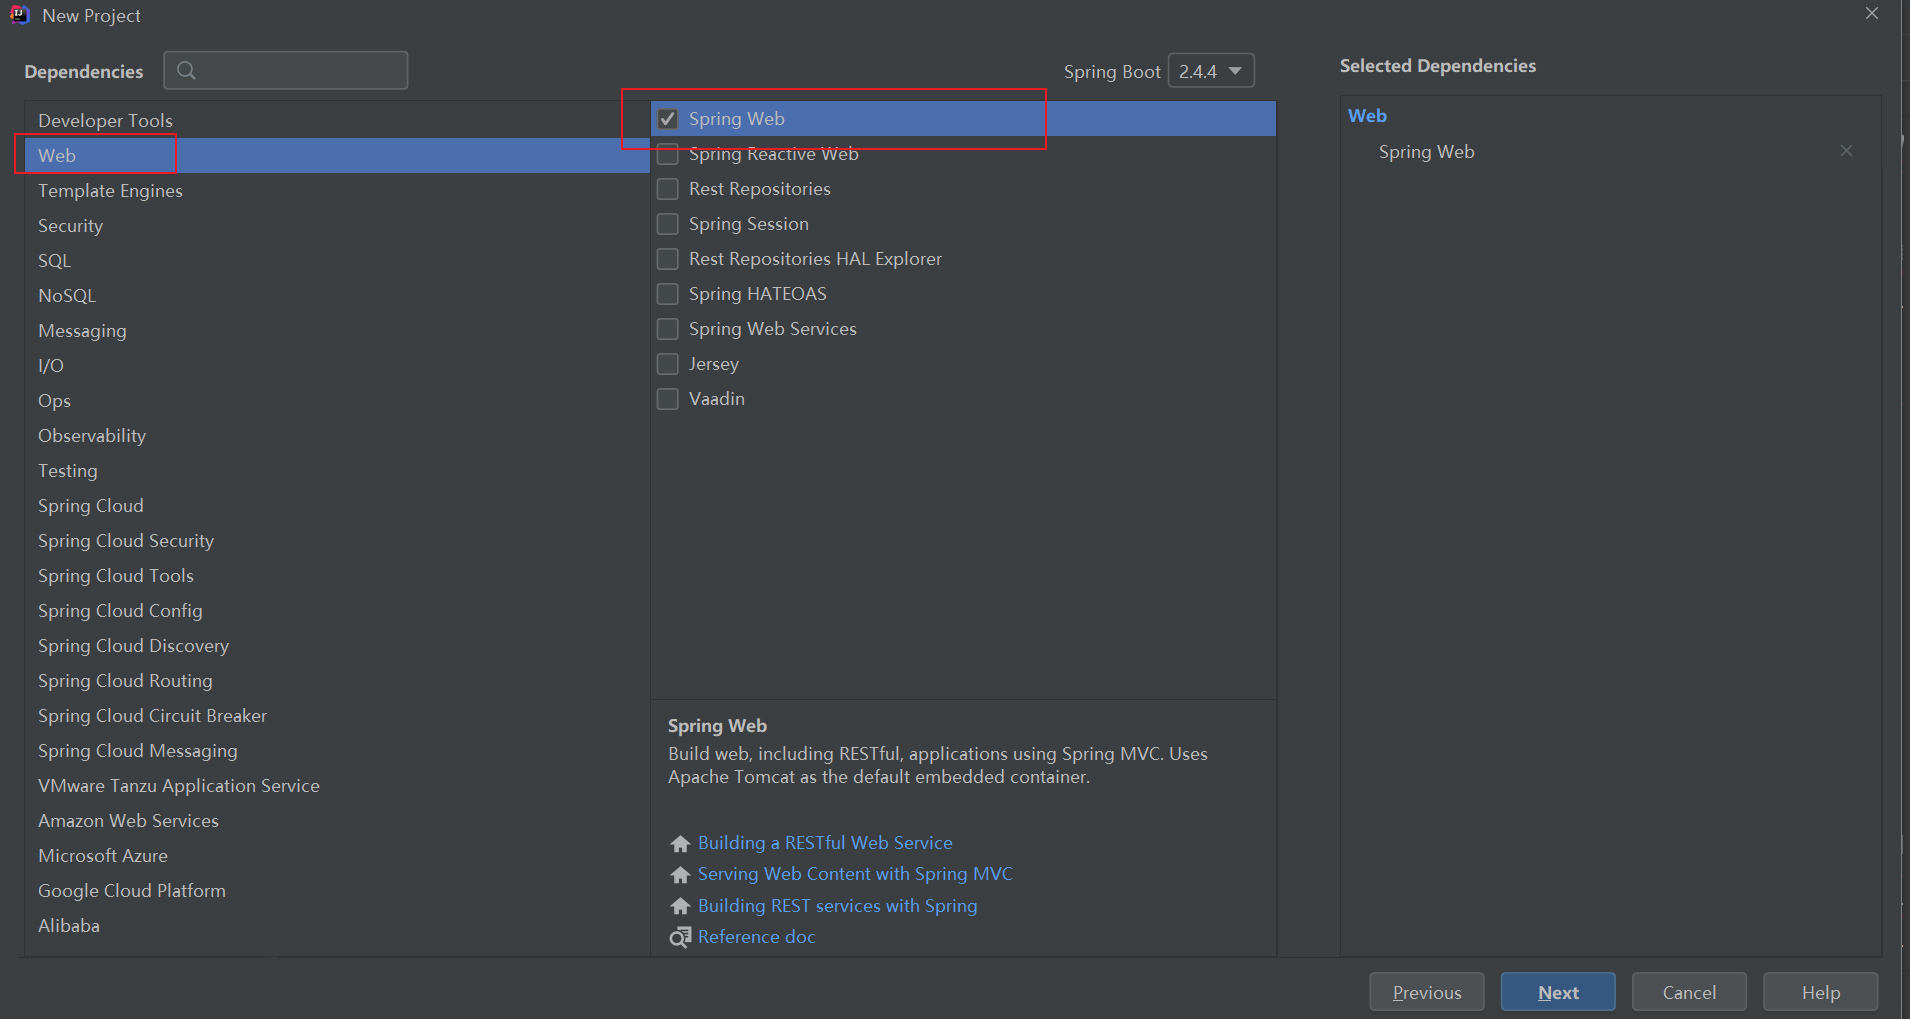 New Project
Dependencies
Spring Boot 2.4.4
Selected Dependencies
Developer Tools
Web
Template Engines
Security
SQL
NoSQL
Messaging
I/O
Ops
Observability
Testing
Spring Cloud
Spring Cloud Security
Spring Cloud Tools
Spring Cloud Config
Spring Cloud Discovery
Spring Cloud Routing
Spring Cloud Circuit Breaker
Spring Cloud Messaging
VMware Tanzu Application Service
Amazon Web Services
Microsoft Azure
Google Cloud Platform
Alibaba
Spring Web
Spring Reactive Web
Rest Repositories
Spring Session
Rest Repositories HAL Explorer
Spring HATEOAS
Spring Web Services
Jersey
Vaadin
Spring Web
Build web, including RESTful, applications using Spring MVC. Uses
Apache Tomcat as the default embedded container.
Building a RESTful Web Service
Serving Web Content with Spring MVC
Building REST services with Spring
Reference doc
Web
Spring Web
Previous
Next
Cancel
Help